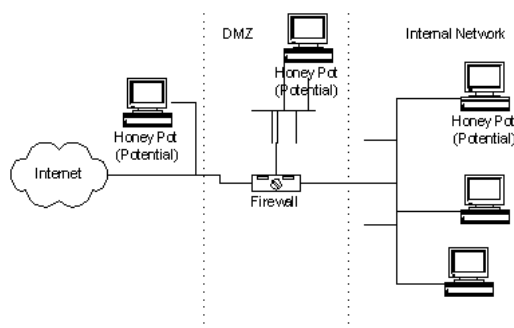 DMZ
Internal Network
Honey Pot
(Potential)
Honey Pot
(Potential)
Honey Pot
(Potential)
Internet
Firewall